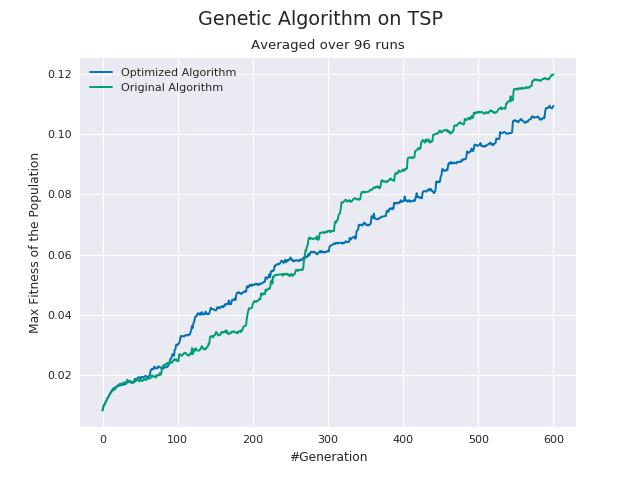 Genetic Algorithm on TSP
Averaged over 96 runs
Optimized Algorithm
Original Algorithm
Max Fitness of the Population
0.12
0.10
0.08
0.06
0.04
0.02
0 100 200 300 400 500 600
#Generation